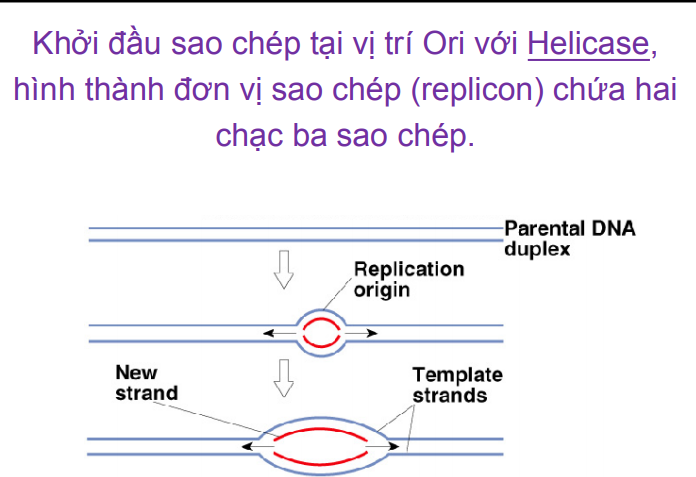 Khởi đầu sao chép tại vị trí Ori với Helicase,
hình thành đơn vị sao chép (replicon) chứa hai
chạc ba sao chép.
Parental DNA
duplex
Replication
origin
New
strand
Template
strands